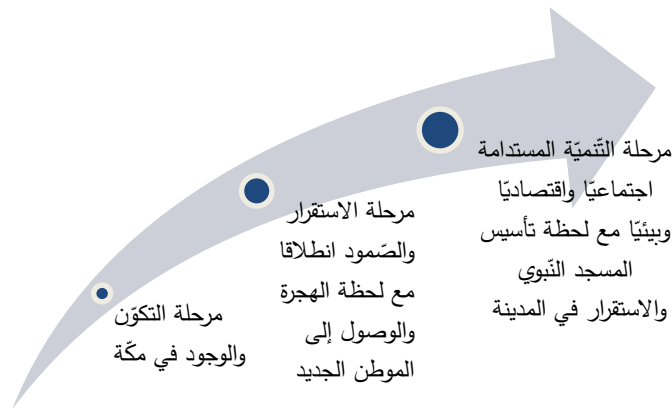 مرحلة التكوّن
والوجود في مكّة
مرحلة الاستقرار
والصّمود انطلاقا
مع لحظة الهجرة
والوصول إلى
الموطن الجديد
مرحلة التّنميّة المستدامة
اجتماعيّا واقتصاديّا
وبيئيّا مع لحظة تأسيس
المسجد النّبوي
والاستقرار في المدينة